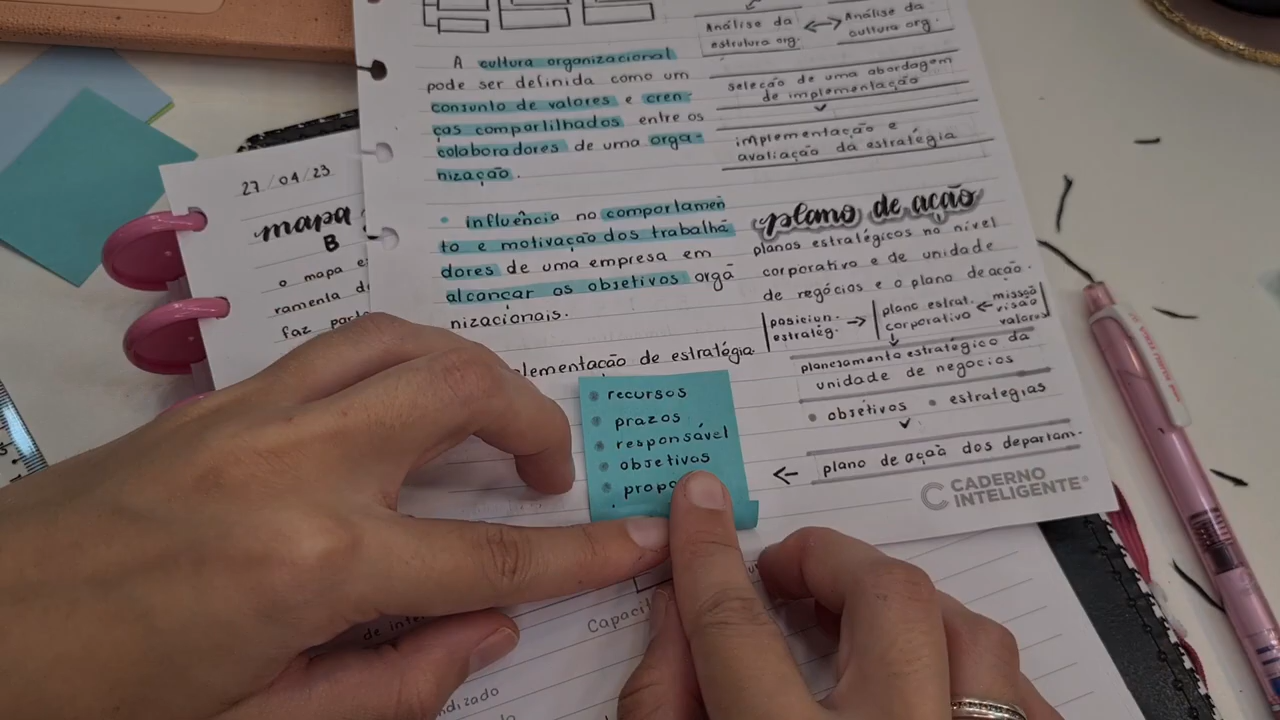 Análise da
estrutura org.
Análise da
cultura org.
seleção de uma abordagem
de implementação
implementação e
avaliação da estratégia
A cultura organizacional
pode ser definida como um
conjunto de valores e cren-
ças compartilhados entre os
colaboradores de uma orga-
nização.
influência no comportamen
to e motivação dos trabalha
dores de uma empresa em
alcançar os objetivos orga
nizacionais.
implementação de estratégia
recursos
prazos
responsável
objetivos
plano de ação
planos estratégicos no nível
corporativo e de unidade
de negócios e o plano de ação.
posicion.
estratég.
plano estrat.
corporativo
missão
visão
valores
planejamento estratégico da
unidade de negócios
objetivos
estratégias
plano de ação dos departam.
CADERNO
INTELIGENTE
27/04/23
mapa
B
o mapa
ramenta
faz
de